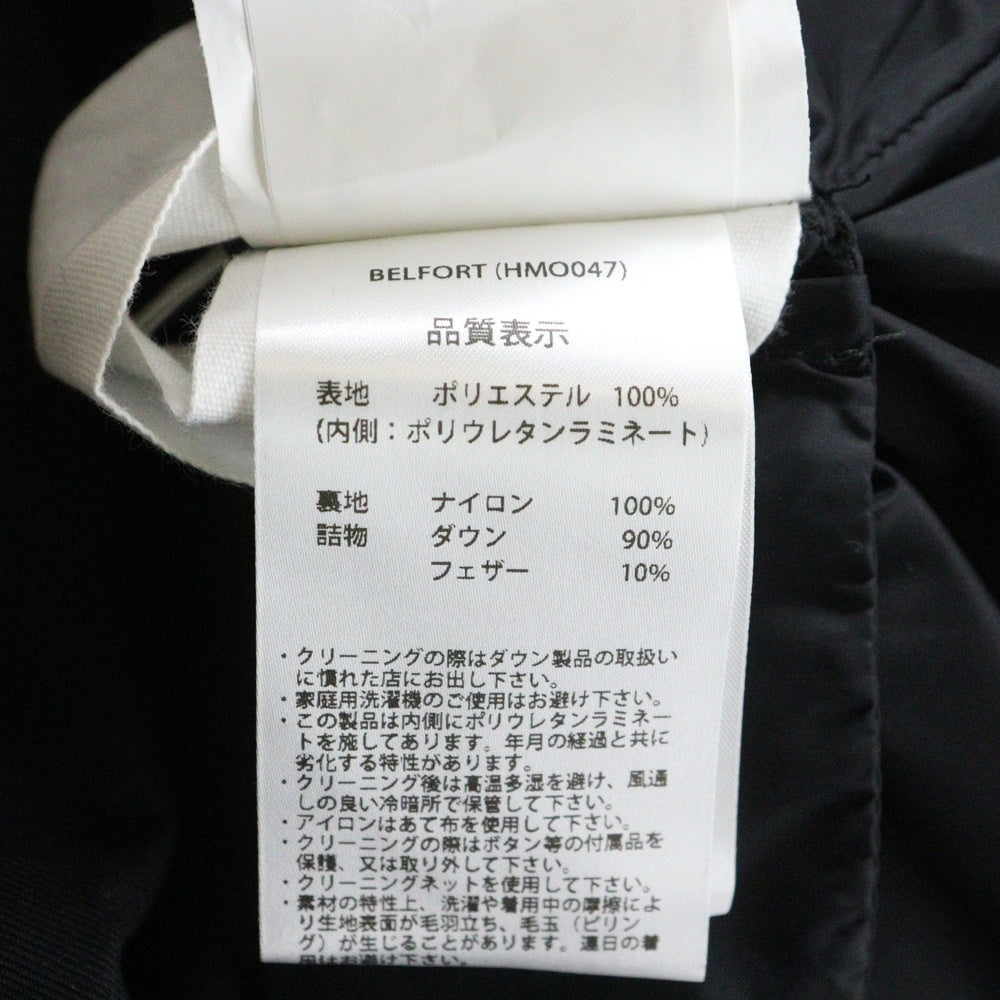 BELFORT (HMO047)
品質表示
表地 ポリエステル 100%
(内側：ポリウレタンラミネート)
裏地 ナイロン 100%
詰物 ダウン 90%
フェザー 10%
・クリーニングの際はダウン製品の取扱い
に慣れた店にお出し下さい。
・家庭用洗濯機のご使用はお避け下さい。
・この製品は内側にポリウレタンラミネー
トを施してあります。年月の経過と共に
劣化する特性があります。
・クリーニング後は高温多湿を避け、風通
しの良い冷暗所で保管して下さい。
・アイロンはあて布を使用して下さい。
・クリーニングの際はボタン等の付属品を
保護、又は取り外して下さい。
・クリーニングネットを使用して下さい。
・素材の特性上、洗濯や着用中の摩擦によ
り生地表面が毛羽立ち、毛玉（ピリン
グ）が生じることがあります。連日の着
用はお避け下さい。